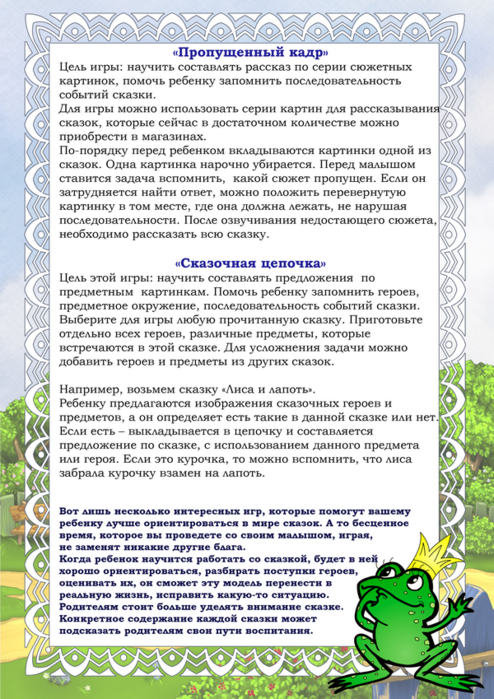 «Пропущенный кадр»
Цель игры: научить составлять рассказ по серии сюжетных
картинок, помочь ребенку запомнить последовательность
событий сказки.
Для игры можно использовать серии картин для рассказывания
сказок, которые сейчас в достаточном количестве можно
приобрести в магазинах.
По-порядку перед ребенком вкладываются картинки одной из
сказок. Одна картинка нарочно убирается. Перед малышом
ставится задача вспомнить,  какой сюжет пропущен. Если он
затрудняется найти ответ, можно положить перевернутую
картинку в том месте, где она должна лежать, не нарушая
последовательности. После озвучивания недостающего сюжета,
необходимо рассказать всю сказку.
«Сказочная цепочка»
Цель этой игры: научить составлять предложения  по
предметным  картинкам. Помочь ребенку запомнить героев,
предметное окружение, последовательность событий сказки.
Выберите для игры любую прочитанную сказку. Приготовьте
отдельно всех героев, различные предметы, которые
встречаются в этой сказке. Для усложнения задачи можно
добавить героев и предметы из других сказок.
Например, возьмем сказку «Лиса и лапоть».
Ребенку предлагаются изображения сказочных героев и
предметов, а он определяет есть такие в данной сказке или нет.
Если есть – выкладывается в цепочку и составляется
предложение по сказке, с использованием данного предмета
или героя. Если это курочка, то можно вспомнить, что лиса
забрала курочку взамен на лапоть.
Вот лишь несколько интересных игр, которые помогут вашему
ребенку лучше ориентироваться в мире сказок. А то бесценное
время, которое вы проведете со своим малышом, играя,
не заменят никакие другие блага.
Когда ребенок научится работать со сказкой, будет в ней
хорошо ориентироваться, разбирать поступки героев,
оценивать их, он сможет эту модель перенести в
реальную жизнь, исправить какую-то ситуацию.
Родителям стоит больше уделять внимание сказке.
Конкретное содержание каждой сказки может
подсказать родителям свои пути воспитания.